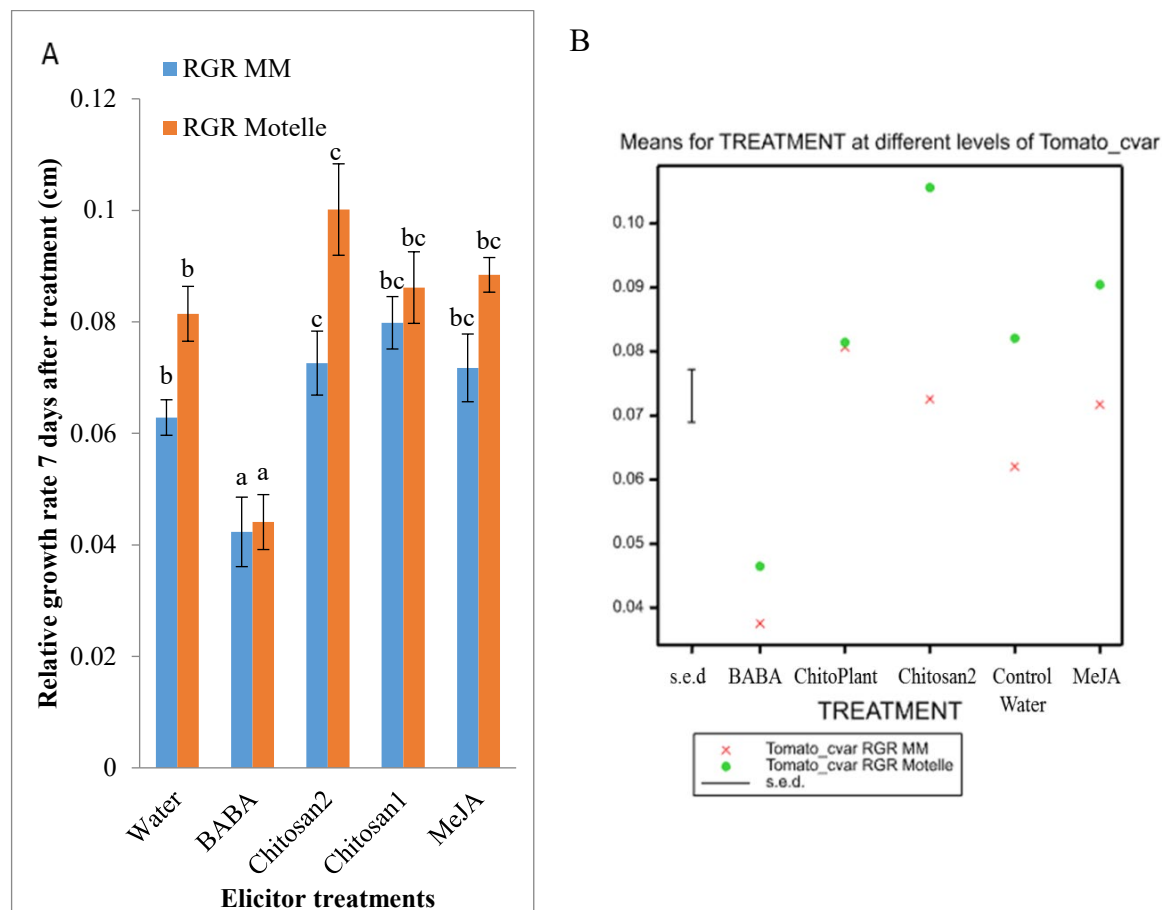 A
RGR MM
RGR Motelle
0.12
0.1
0.08
0.06
0.04
0.02
0
b
b
a
a
c
c
bc
bc
bc
bc
Relative growth rate 7 days after treatment (cm)
Water
BABA
Chitosan2
Chitosan1
MeJA
Elicitor treatments
B
Means for TREATMENT at different levels of Tomato_cvar
0.10
0.09
0.08
0.07
0.06
0.05
0.04
s.e.d
BABA
ChitoPlant
Chitosan2
Control
Water
MeJA
TREATMENT
Tomato_cvar RGR MM
Tomato_cvar RGR Motelle
s.e.d.